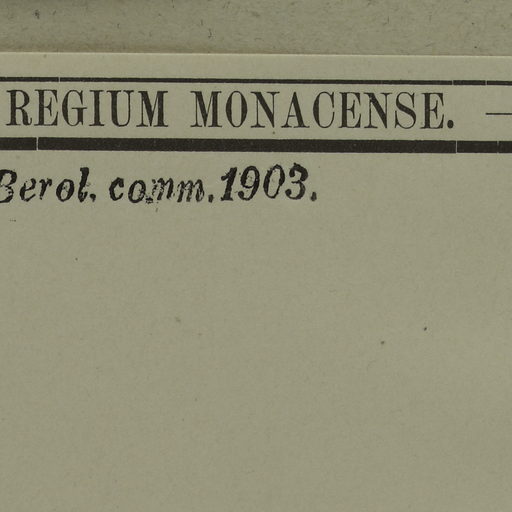 REGIUM MONACENSE. —
Berol. comm. 1903.